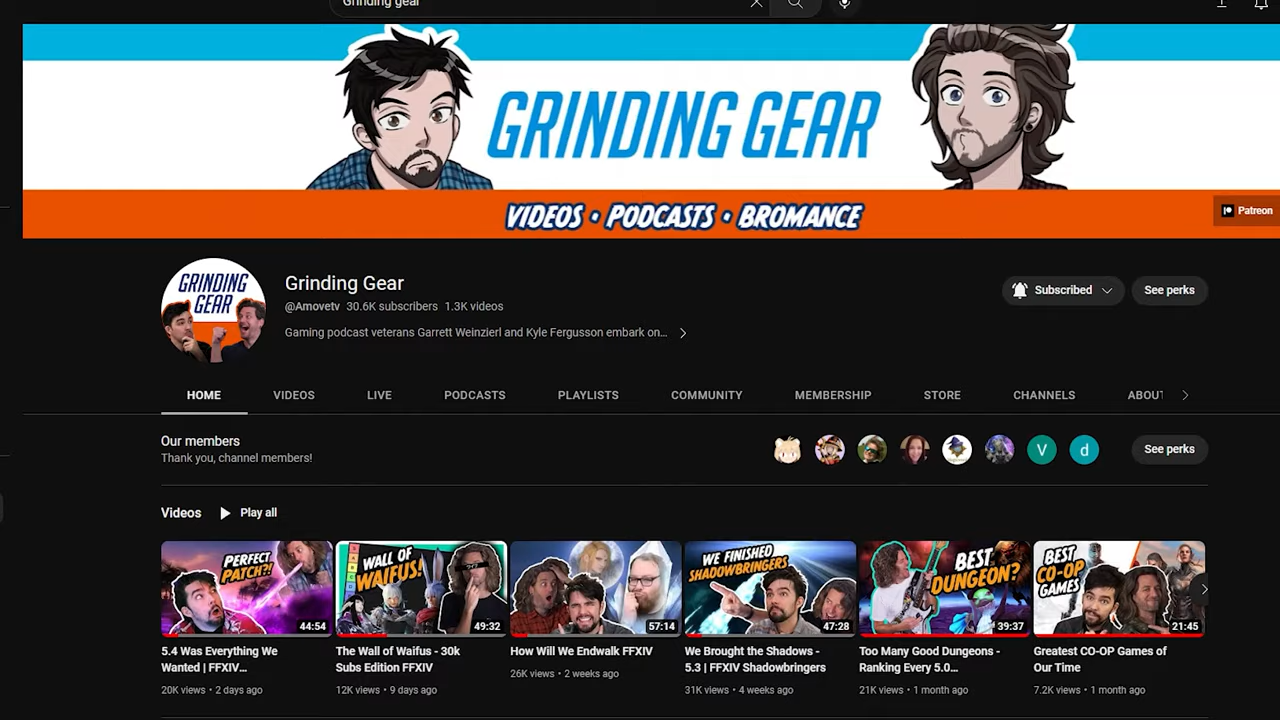 Grinding gear
GRINDING GEAR
VIDEOS • PODCASTS • BROMANCE
Patreon
GRINDING
GEAR
Grinding Gear
@Amovetv 30.6K subscribers 1.3K videos
Gaming podcast veterans Garrett Weinzierl and Kyle Fergusson embark on...
Subscribed
See perks
HOME VIDEOS LIVE PODCASTS PLAYLISTS COMMUNITY MEMBERSHIP STORE CHANNELS ABOUT
Our members
Thank you, channel members!
V d
See perks
Videos Play all
PERFECT
PATCH?!
44:54
WALL OF
WAIFUS!
49:32
57:14
WE FINISHED
SHADOWBRINGERS
47:28
BEST
DUNGEON?
39:37
BEST
CO-OP
GAMES
21:45
5.4 Was Everything We
Wanted | FFXIV...
20K views • 2 days ago
The Wall of Waifus - 30k
Subs Edition FFXIV
12K views • 9 days ago
How Will We Endwalk FFXIV
26K views • 2 weeks ago
We Brought the Shadows -
5.3 | FFXIV Shadowbringers
31K views • 4 weeks ago
Too Many Good Dungeons -
Ranking Every 5.0...
21K views • 1 month ago
Greatest CO-OP Games of
Our Time
7.2K views • 1 month ago